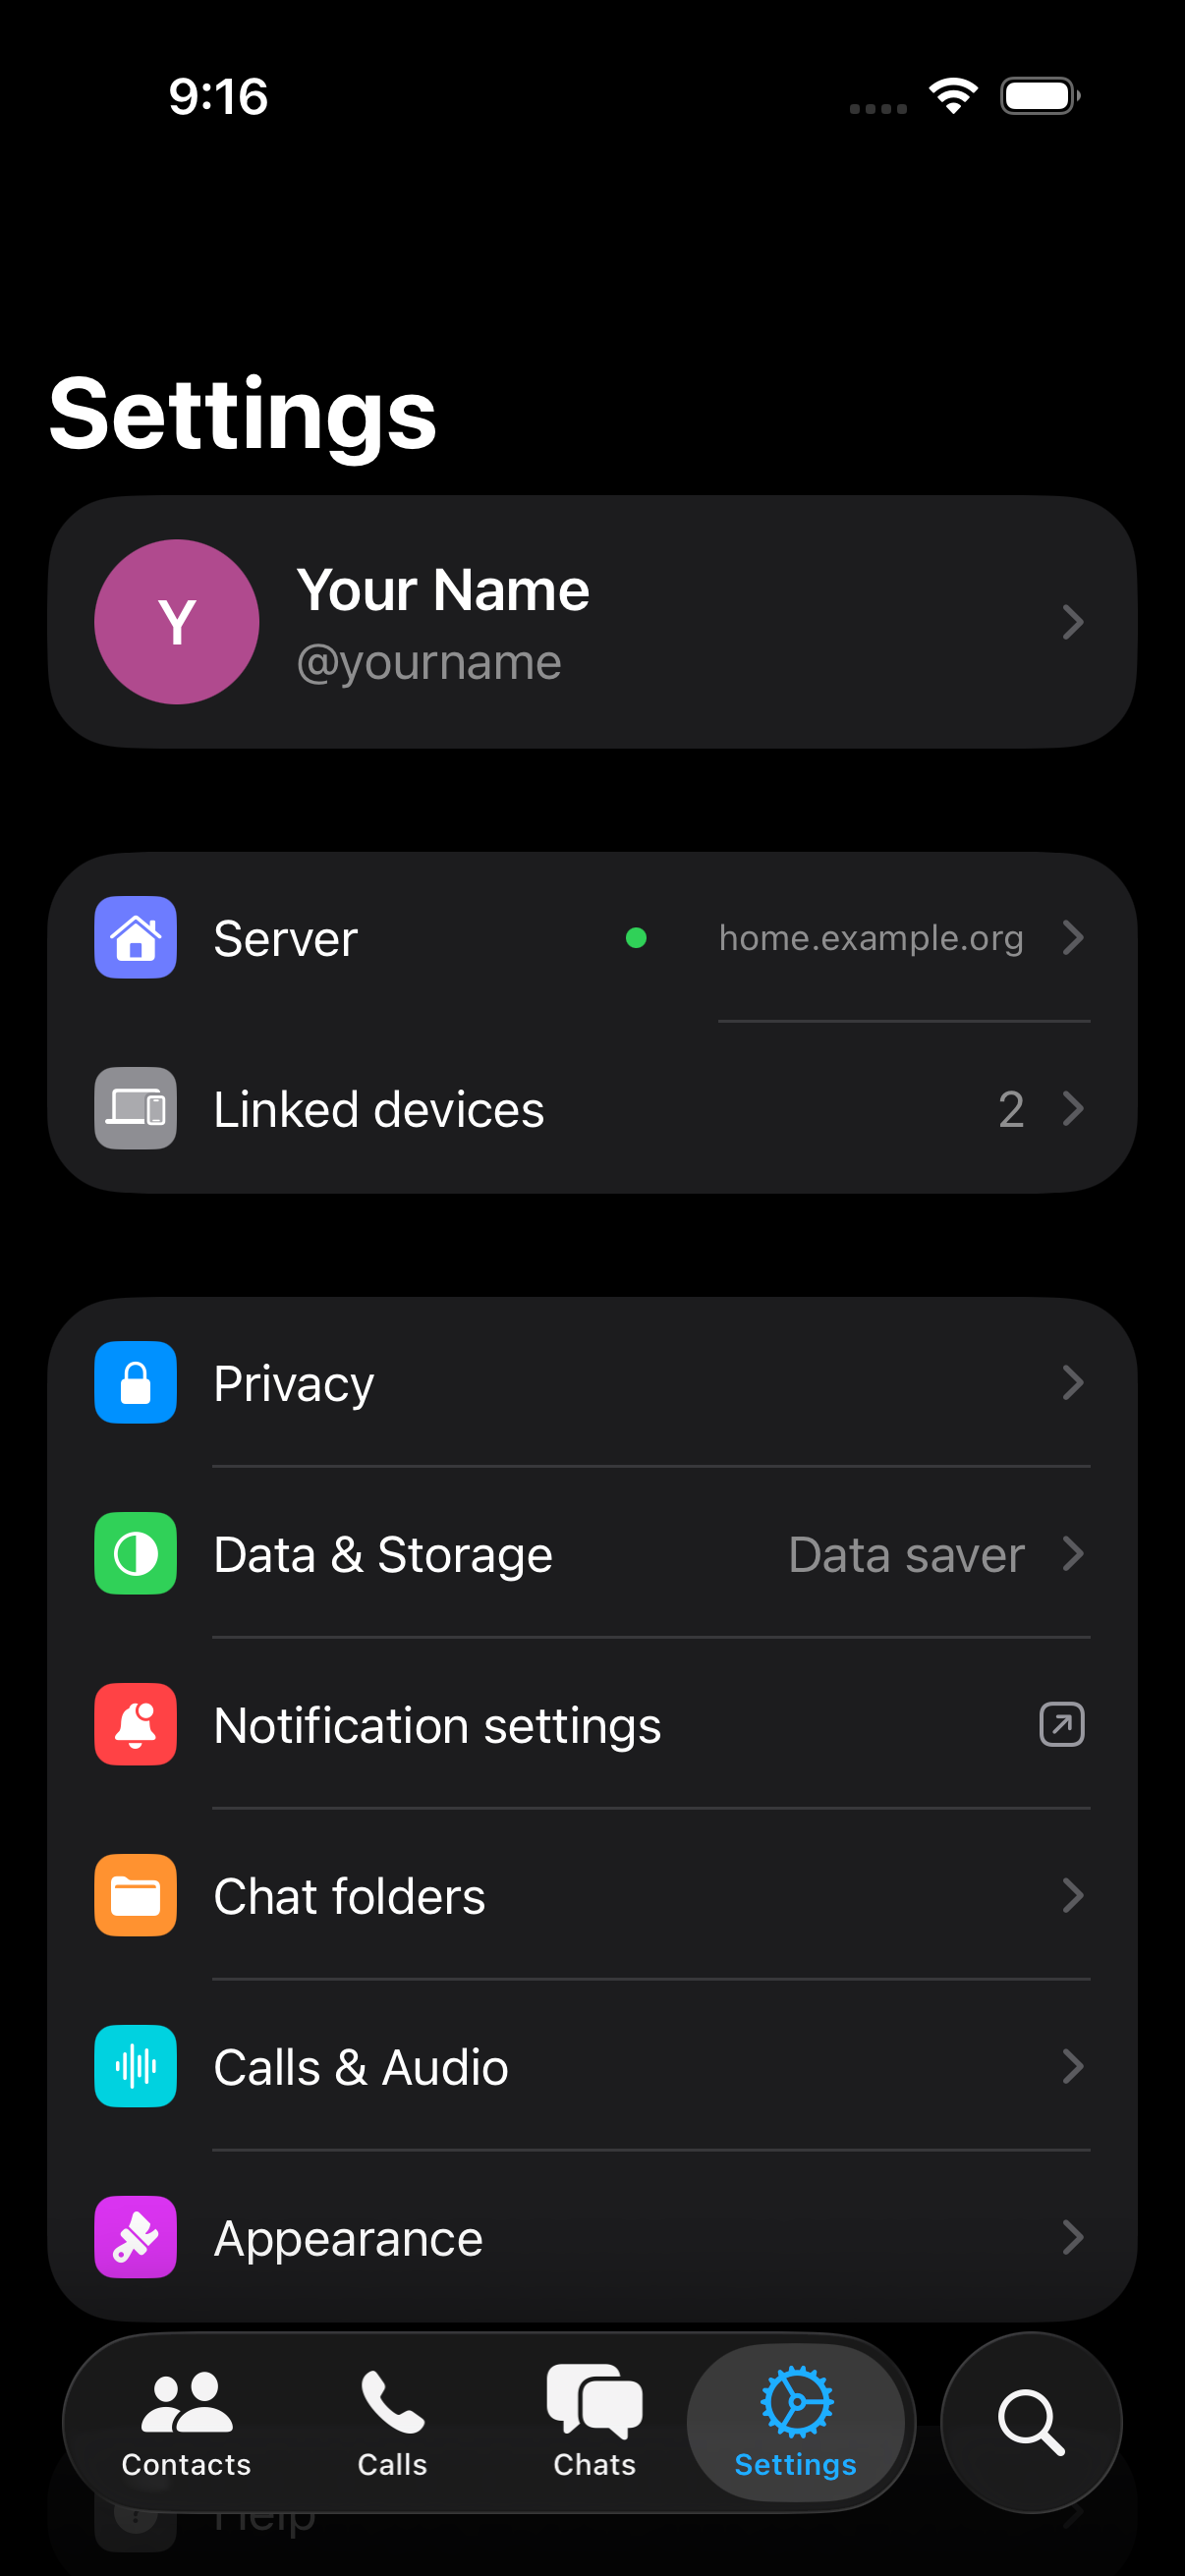 9:16
Settings
Y
Your Name
@yourname
Server
home.example.org
Linked devices
2
Privacy
Data & Storage
Data saver
Notification settings
Chat folders
Calls & Audio
Appearance
Contacts
Calls
Chats
Settings
Help